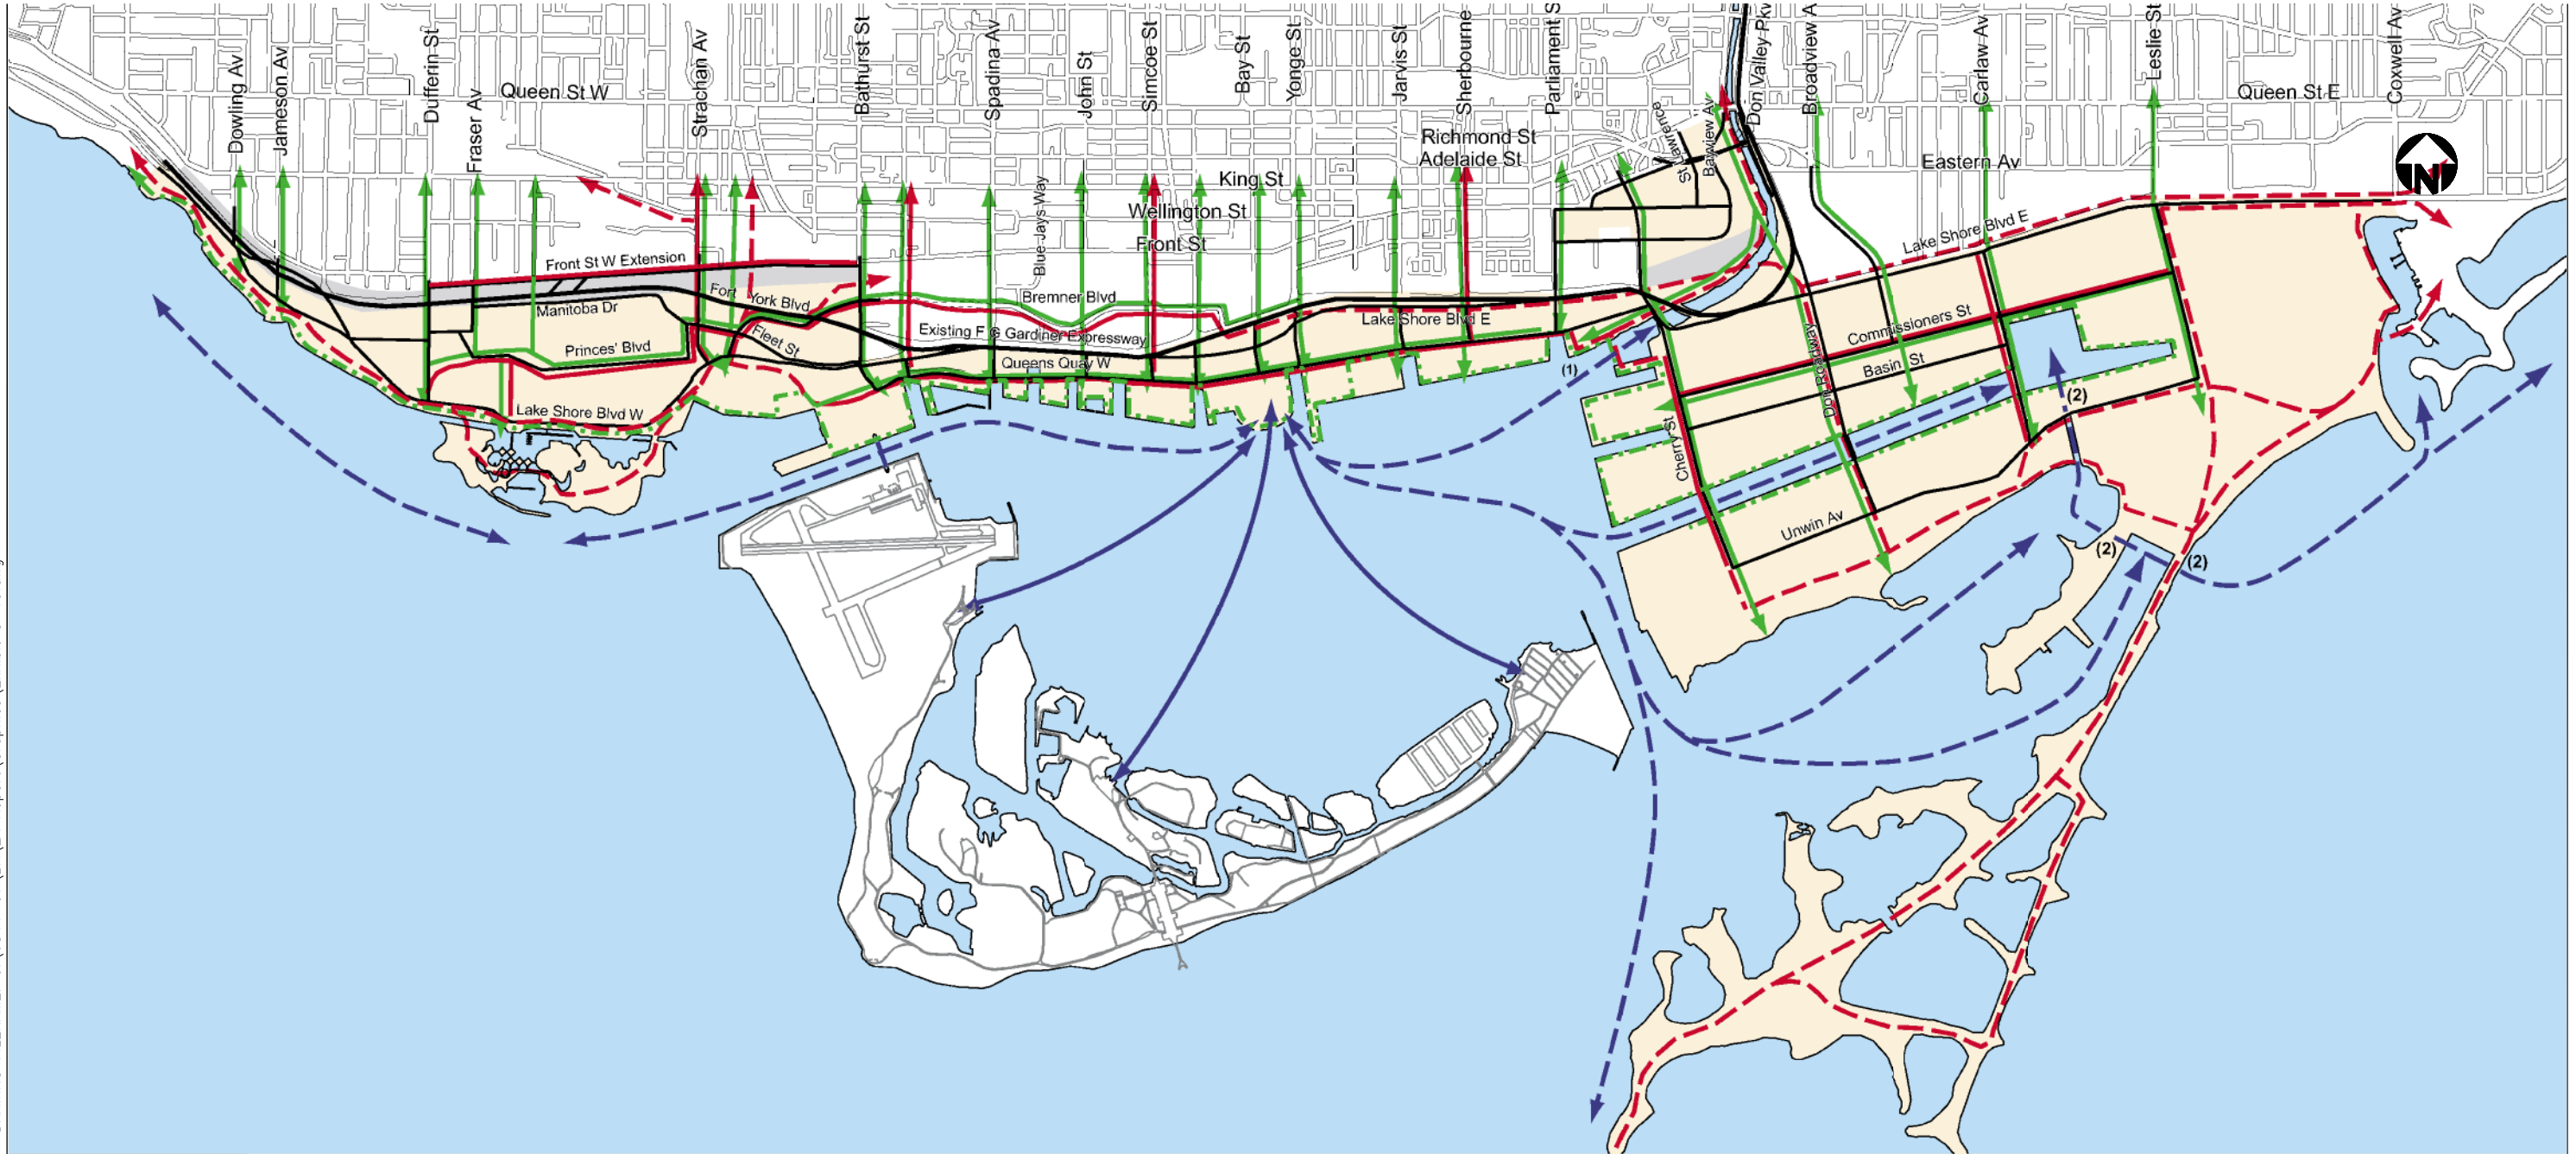 Dowling Av
Jameson Av
Dufferin St
Fraser Av
Queen St W
Strachan Av
Bathurst St
Spadina Av
John St
Simcoe St
Bay St
Yonge St
Jarvis St
Sherbourne
Parliament S
St Lawrence
Bayview Av
Don Valley Pkw
Broadview A
Carlaw Av
Leslie St
Queen St E
Coxwell Av
N
Richmond St
Adelaide St
Eastern Av
King St
Blue Jays Way
Wellington St
Front St
Lake Shore Blvd E
Front St W Extension
Fort York Blvd
Manitoba Dr
Bremner Blvd
Lake Shore Blvd E
Existing F G Gardiner Expressway
Fleet St
Princes' Blvd
Queens Quay W
Commissioners St
Basin St
Don Roadway
(1)
(2)
Lake Shore Blvd W
Cherry St
Unwin Av
(2)
(2)